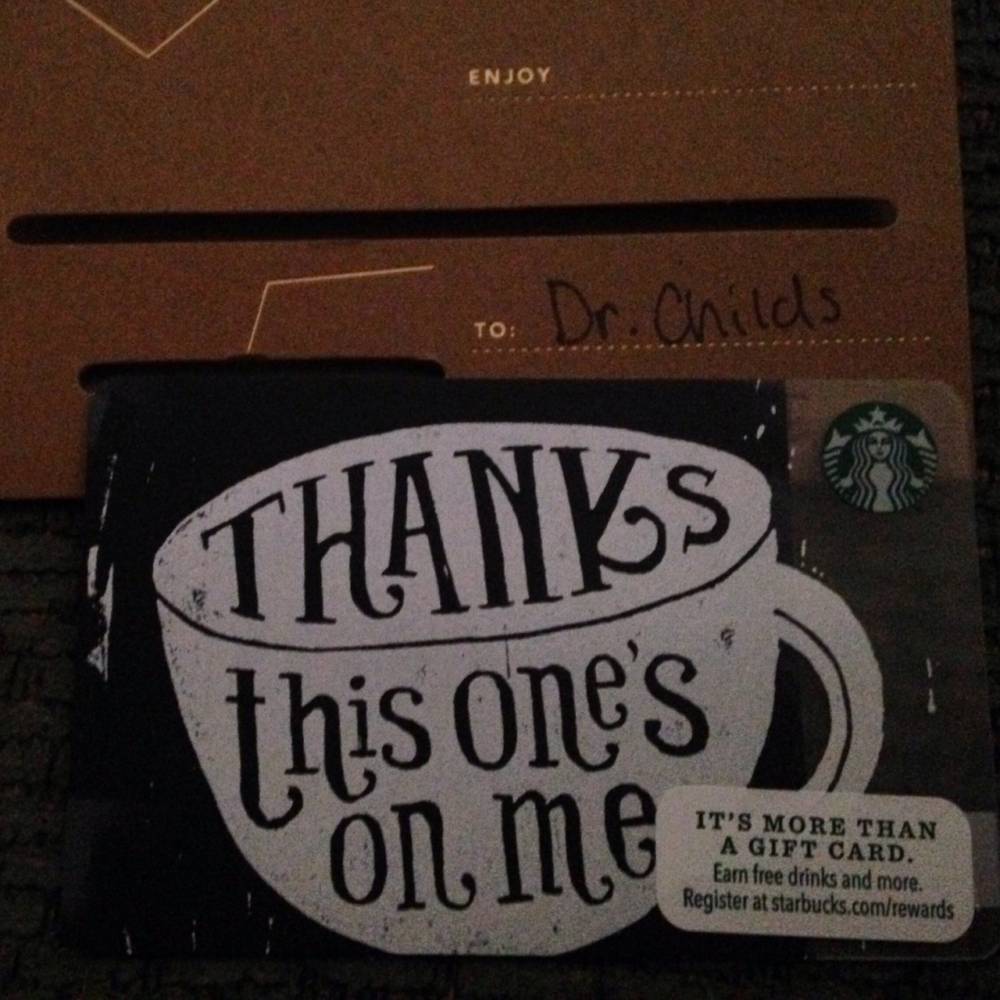 ENJOY
TO: Dr. Childs
THANKS
this one's
on me
IT'S MORE THAN
A GIFT CARD.
Earn free drinks and more.
Register at starbucks.com/rewards